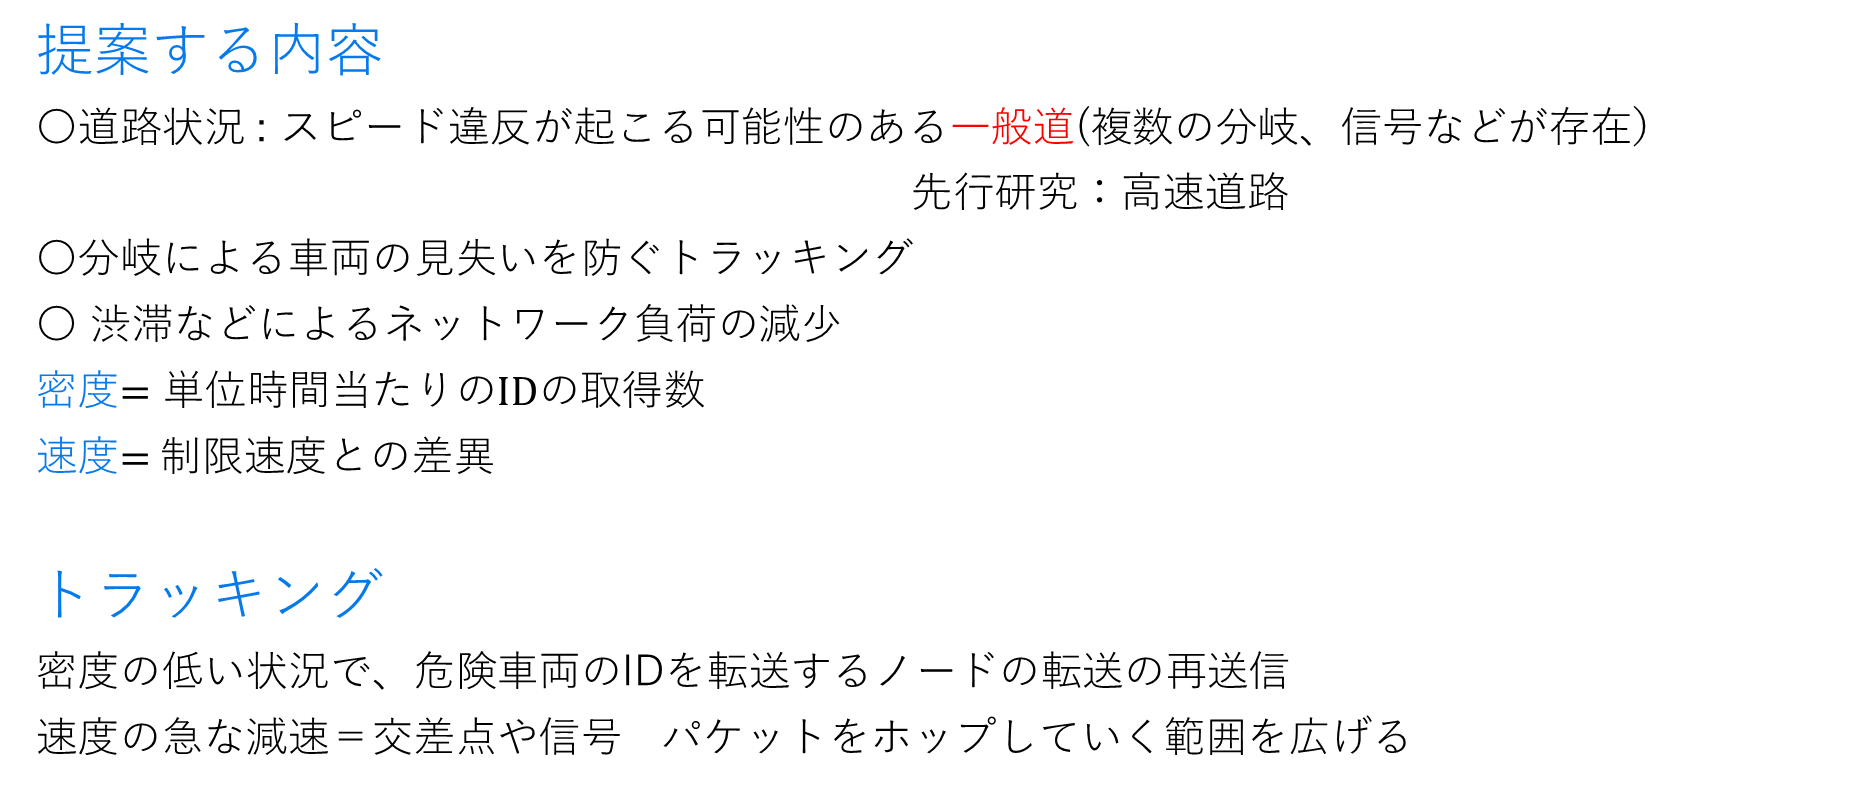 提案する内容
〇道路状況 : スピード違反が起こる可能性のある一般道(複数の分岐、信号などが存在)
先行研究：高速道路
〇分岐による車両の見失いを防ぐトラッキング
〇 渋滞などによるネットワーク負荷の減少
密度= 単位時間当たりのIDの取得数
速度= 制限速度との差異
トラッキング
密度の低い状況で、危険車両のIDを転送するノードの転送の再送信
速度の急な減速＝交差点や信号　パケットをホップしていく範囲を広げる